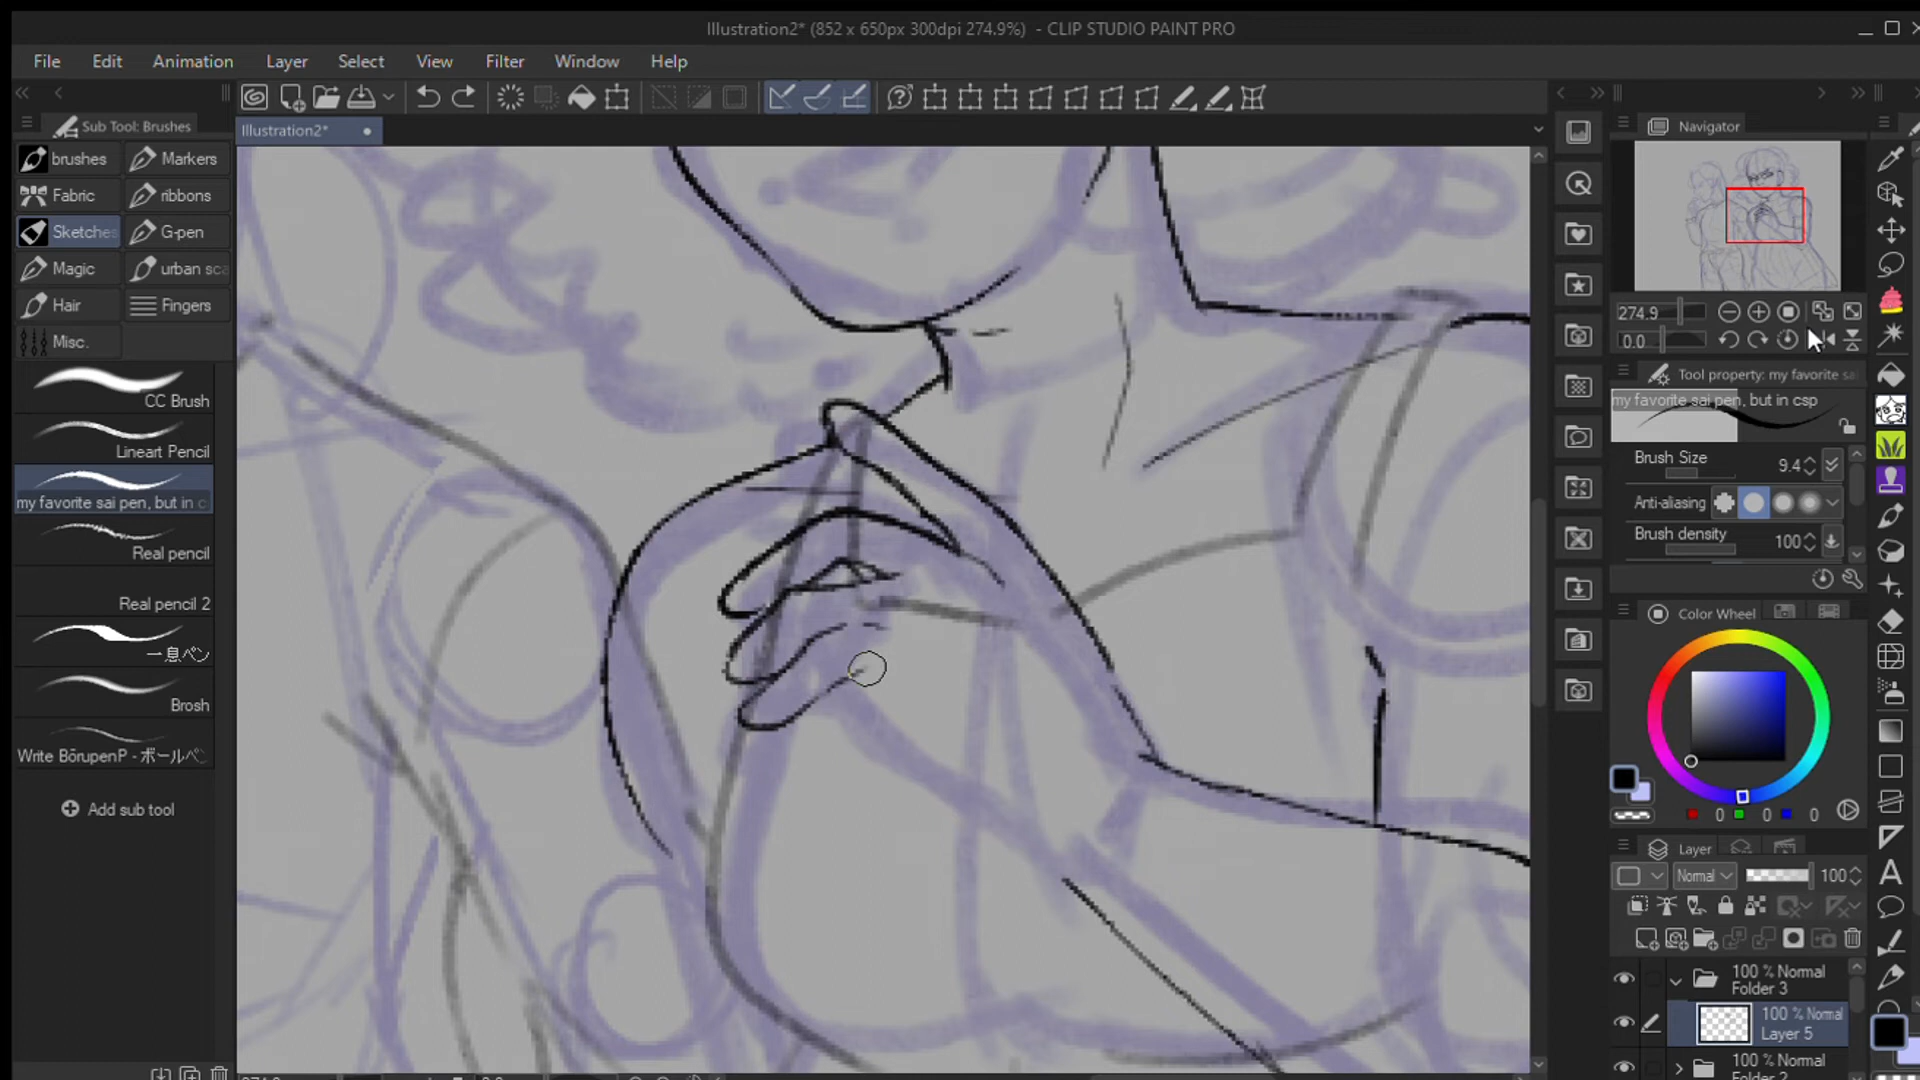 Illustration2* (852 x 650px 300dpi 274.9%) - CLIP STUDIO PAINT PRO
File Edit Animation Layer Select View Filter Window Help
Sub Tool: Brushes
Illustration2*
Navigator
brushes Markers
Fabric ribbons
Sketches G-pen
Magic urban sc
Hair Fingers
Misc.
CC Brush
Lineart Pencil
my favorite sai pen, but in c
Real pencil
Real pencil 2
一息ペン
Brosh
Write BōrupenP - ボールペ
Add sub tool
274.9
0.0
Tool property: my favorite sa
my favorite sai pen, but in csp
Brush Size 9.4
Anti-aliasing
Brush density 100
Color Wheel
0 0 0
Layer
Normal 100
100 % Normal
Folder 3
100 % Normal
Layer 5
100 % Normal